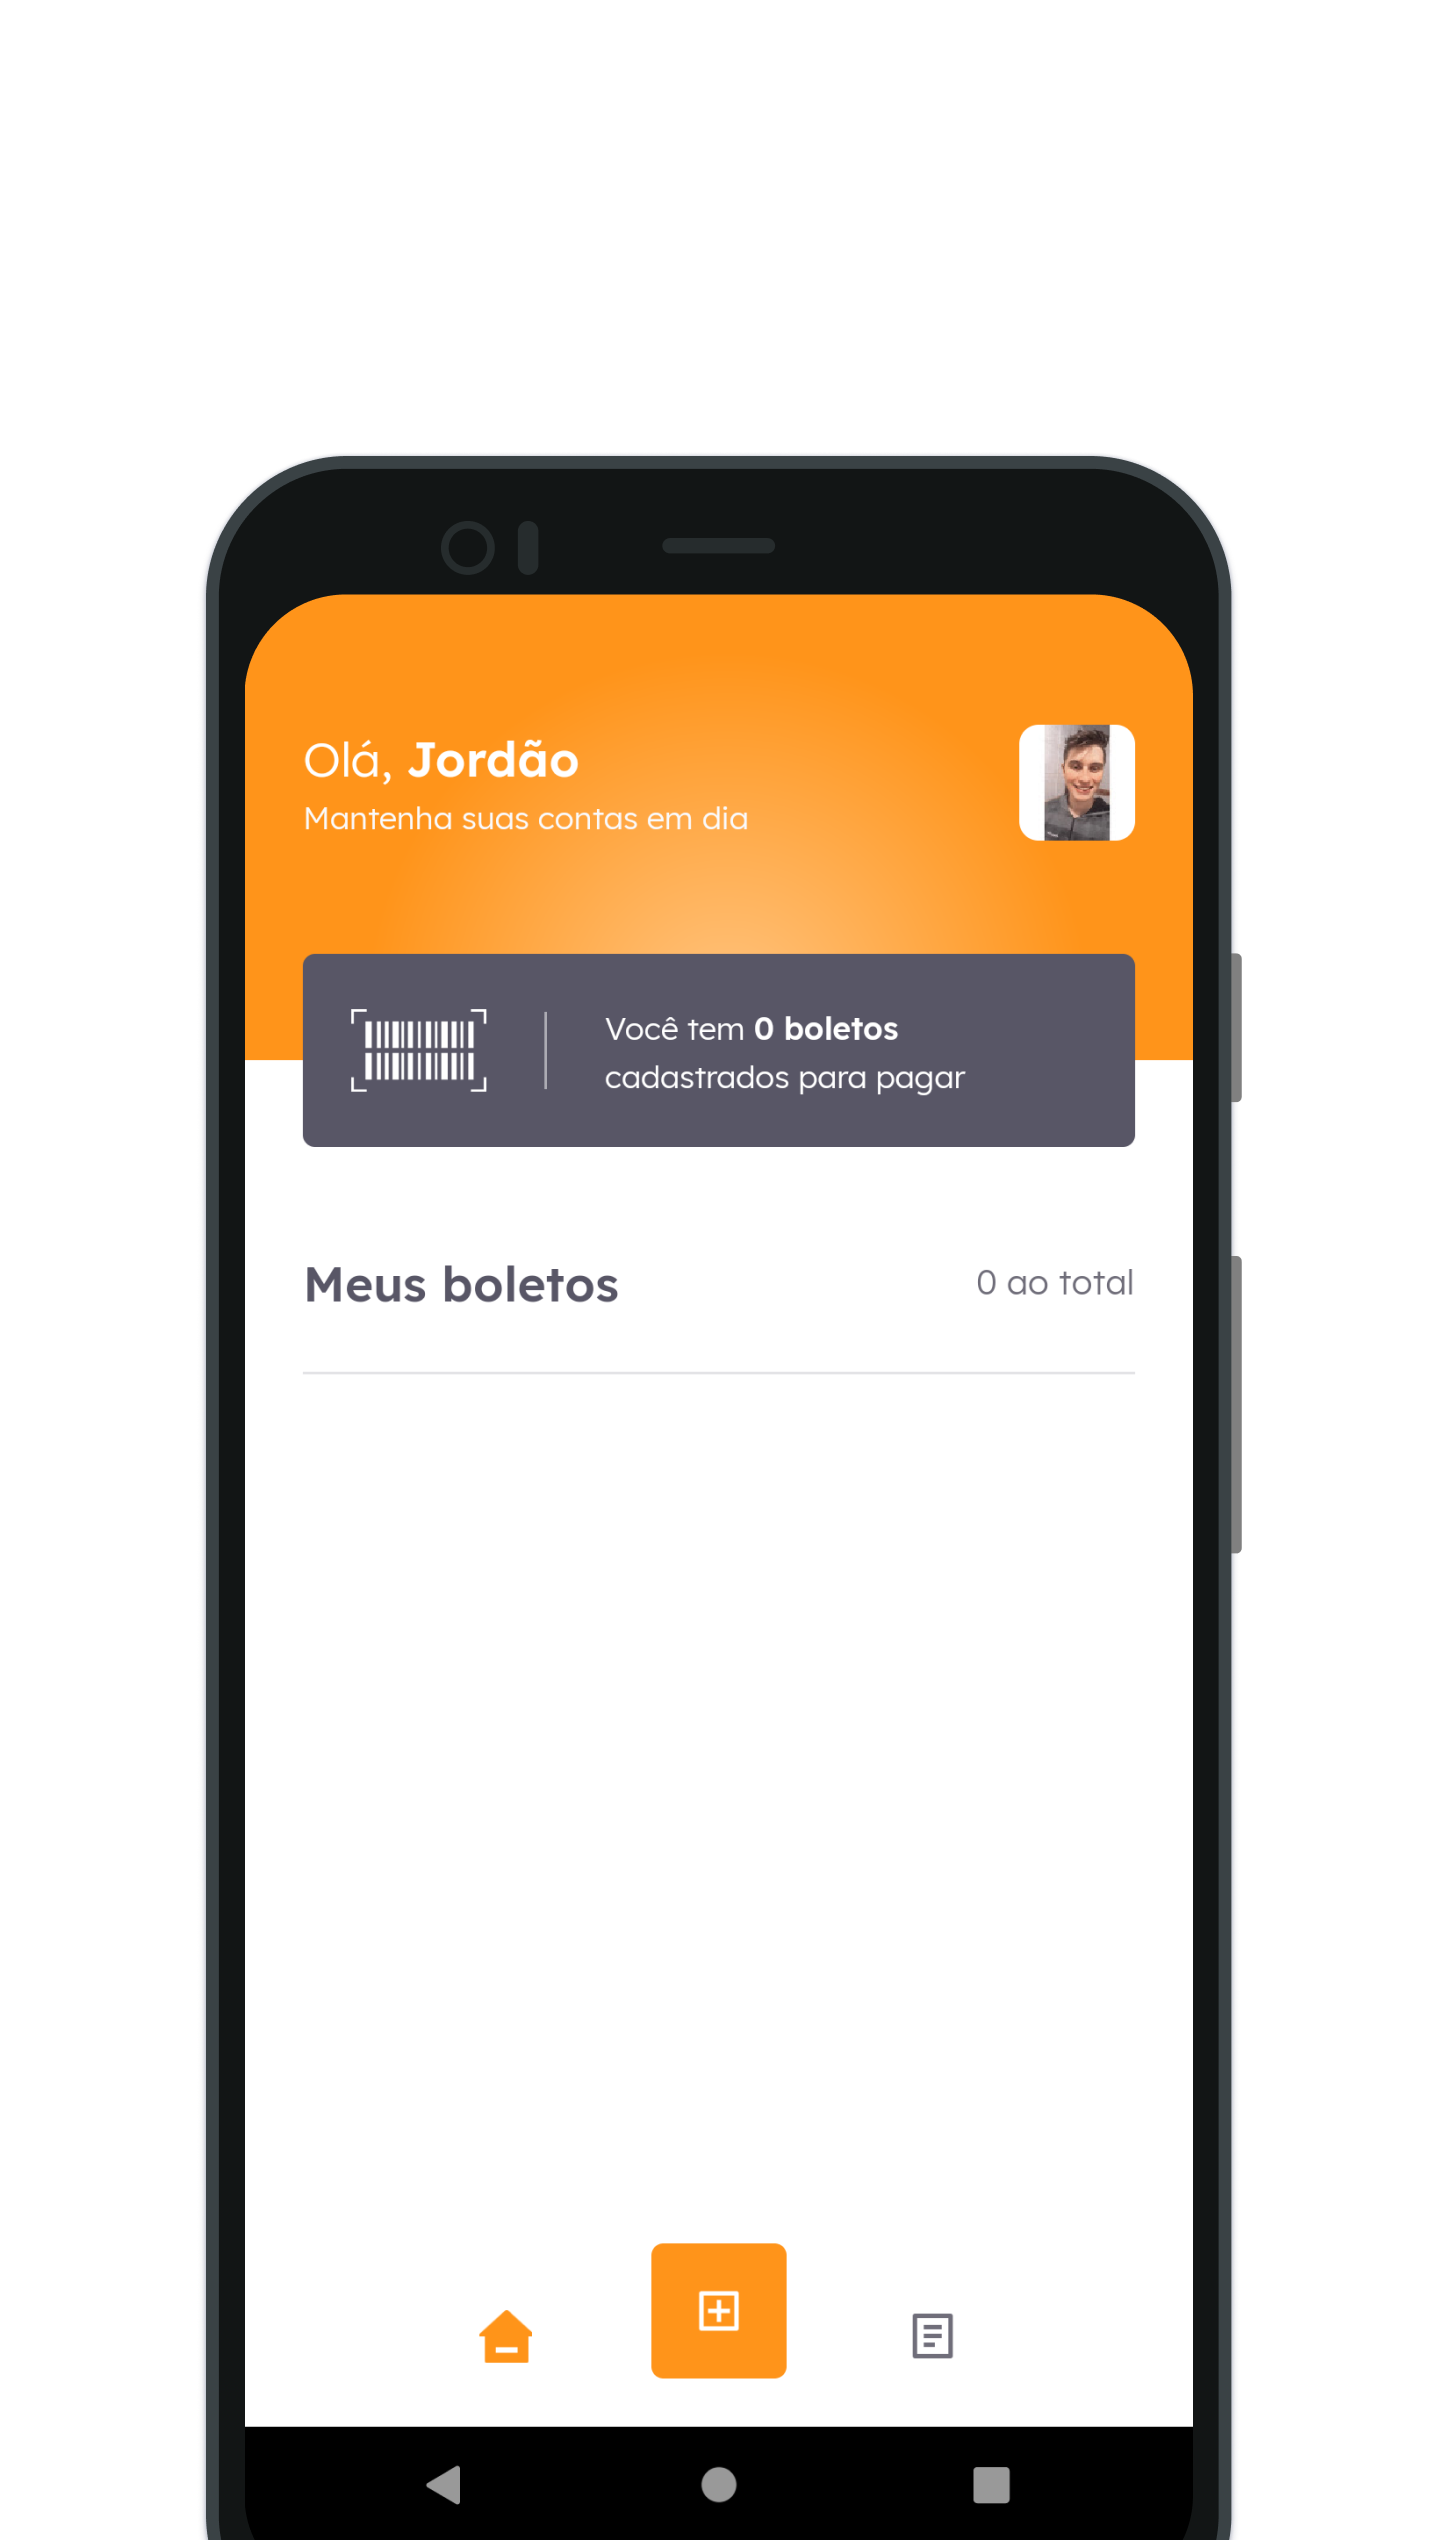 Olá, Jordão
Mantenha suas contas em dia
Você tem 0 boletos
cadastrados para pagar
Meus boletos
0 ao total